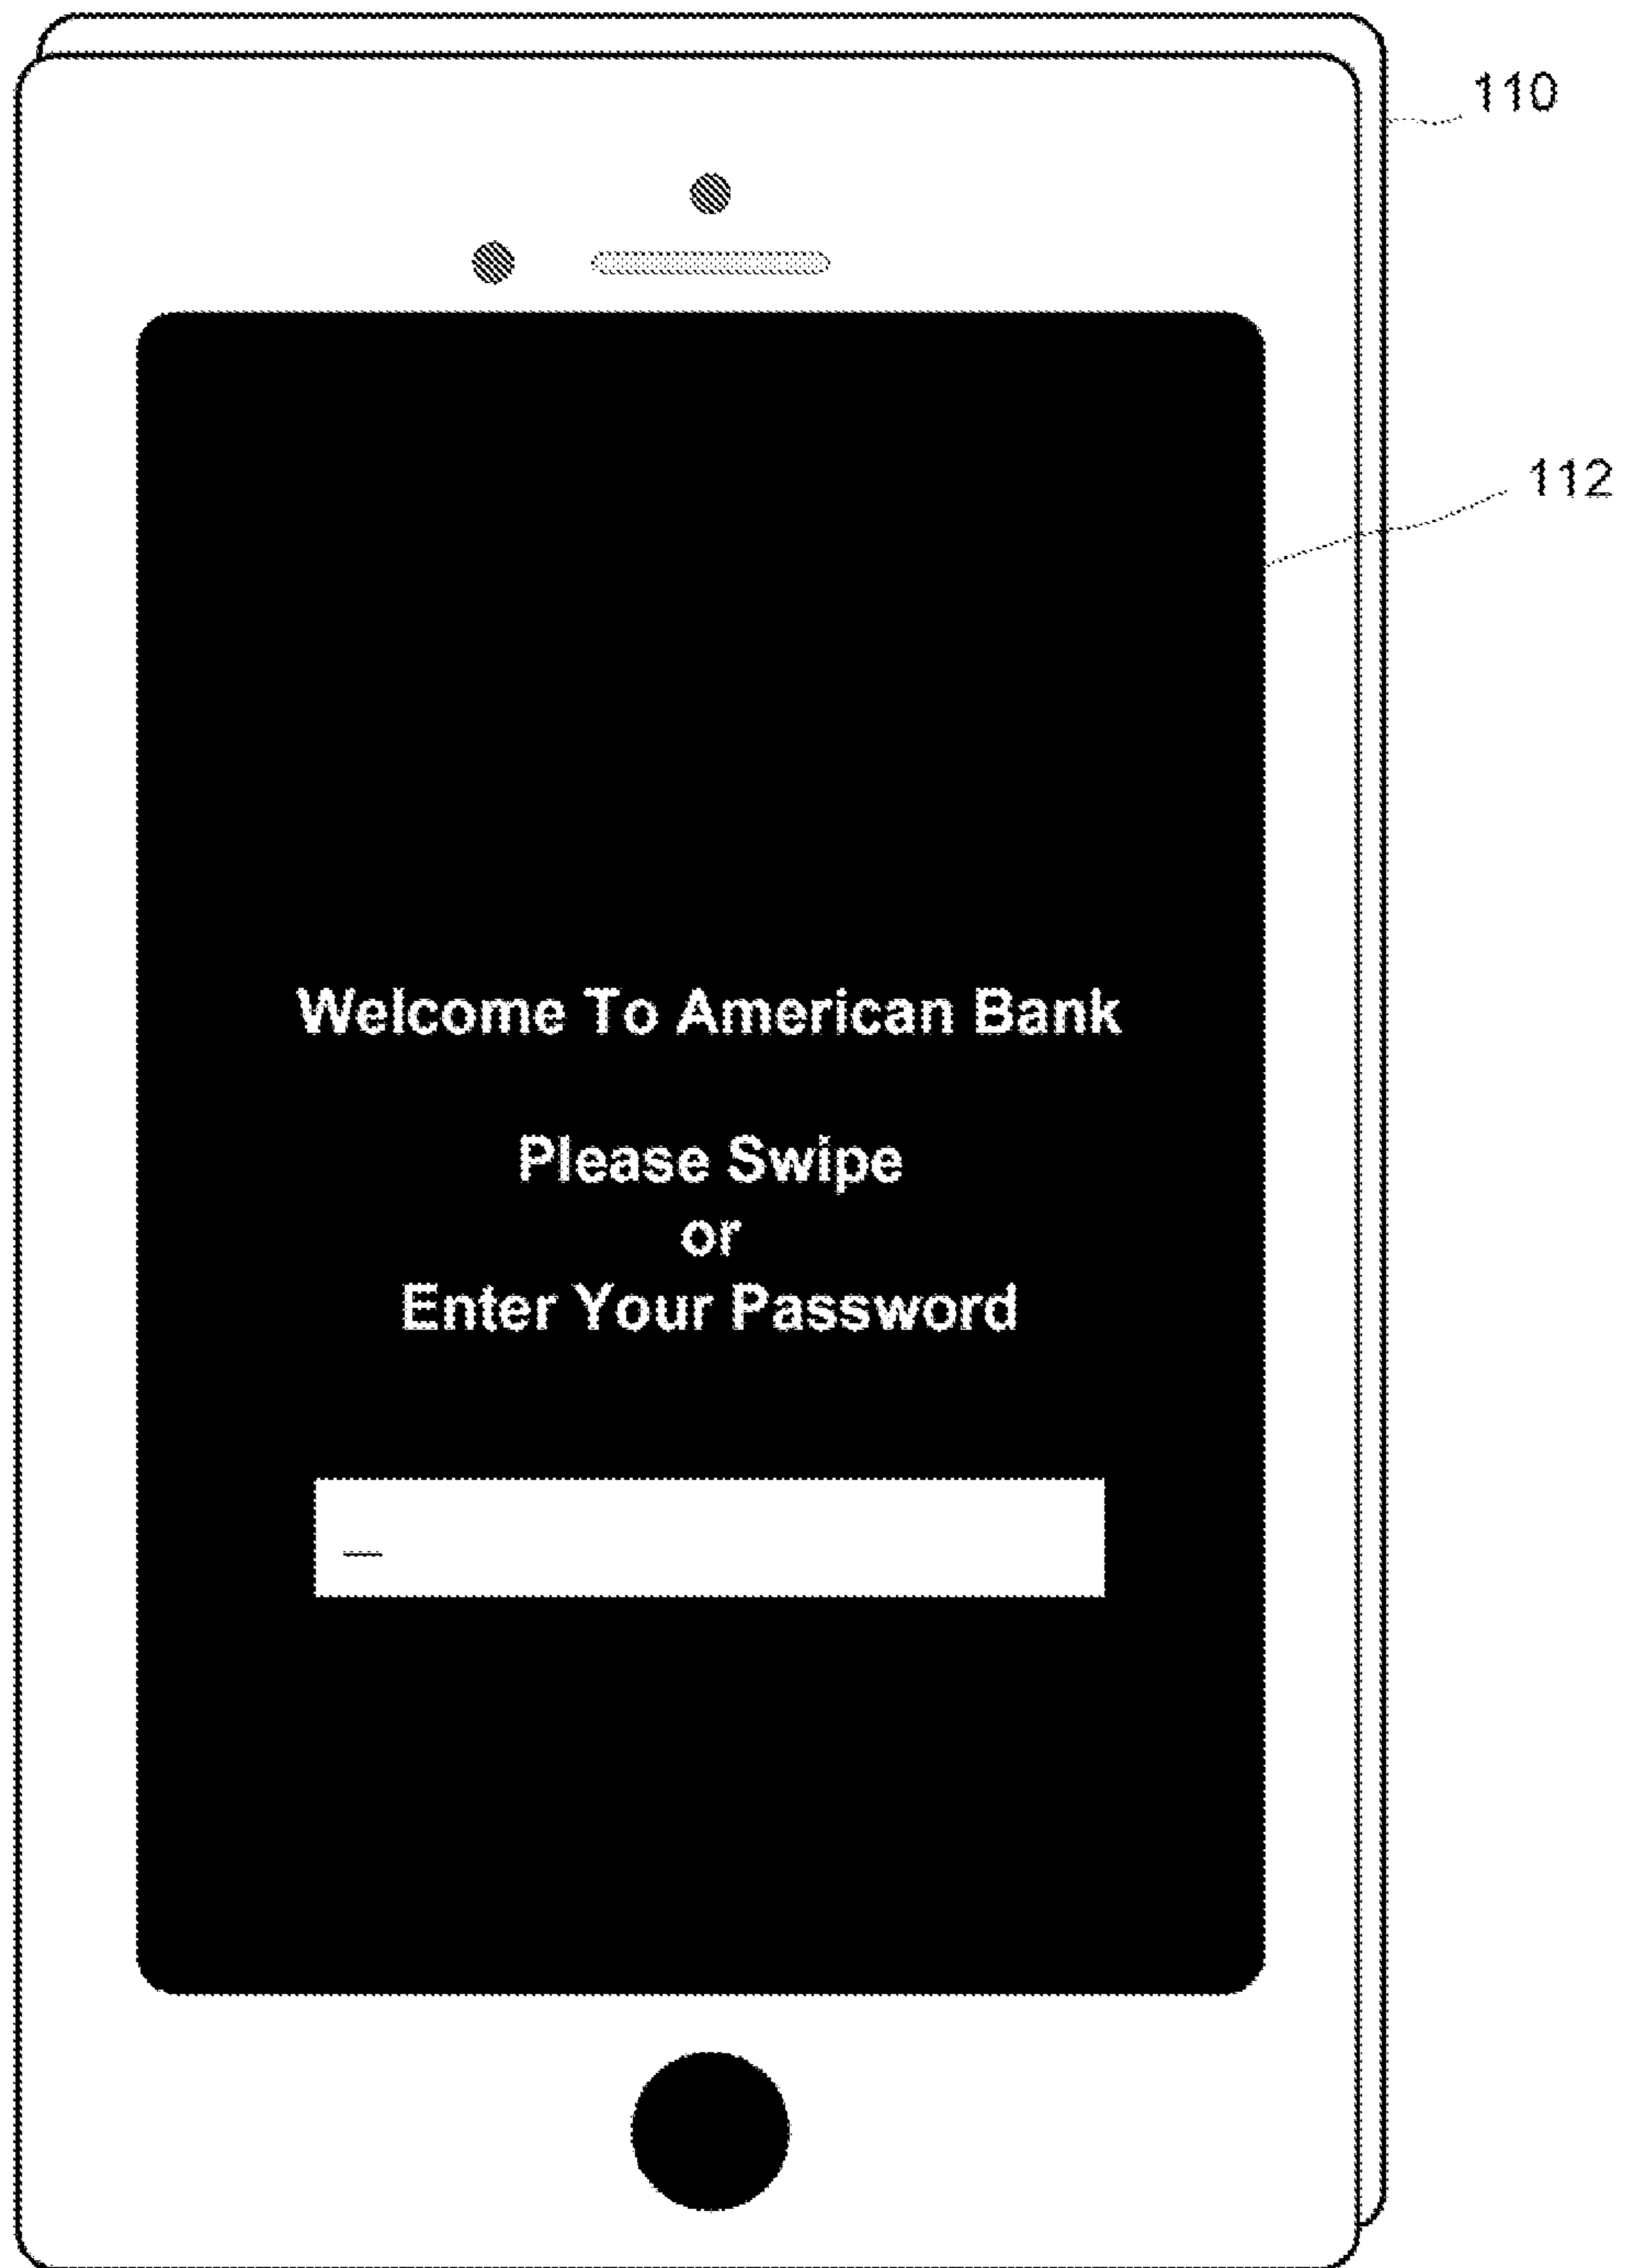 110
112
Welcome To American Bank
Please Swipe
or
Enter Your Password
_